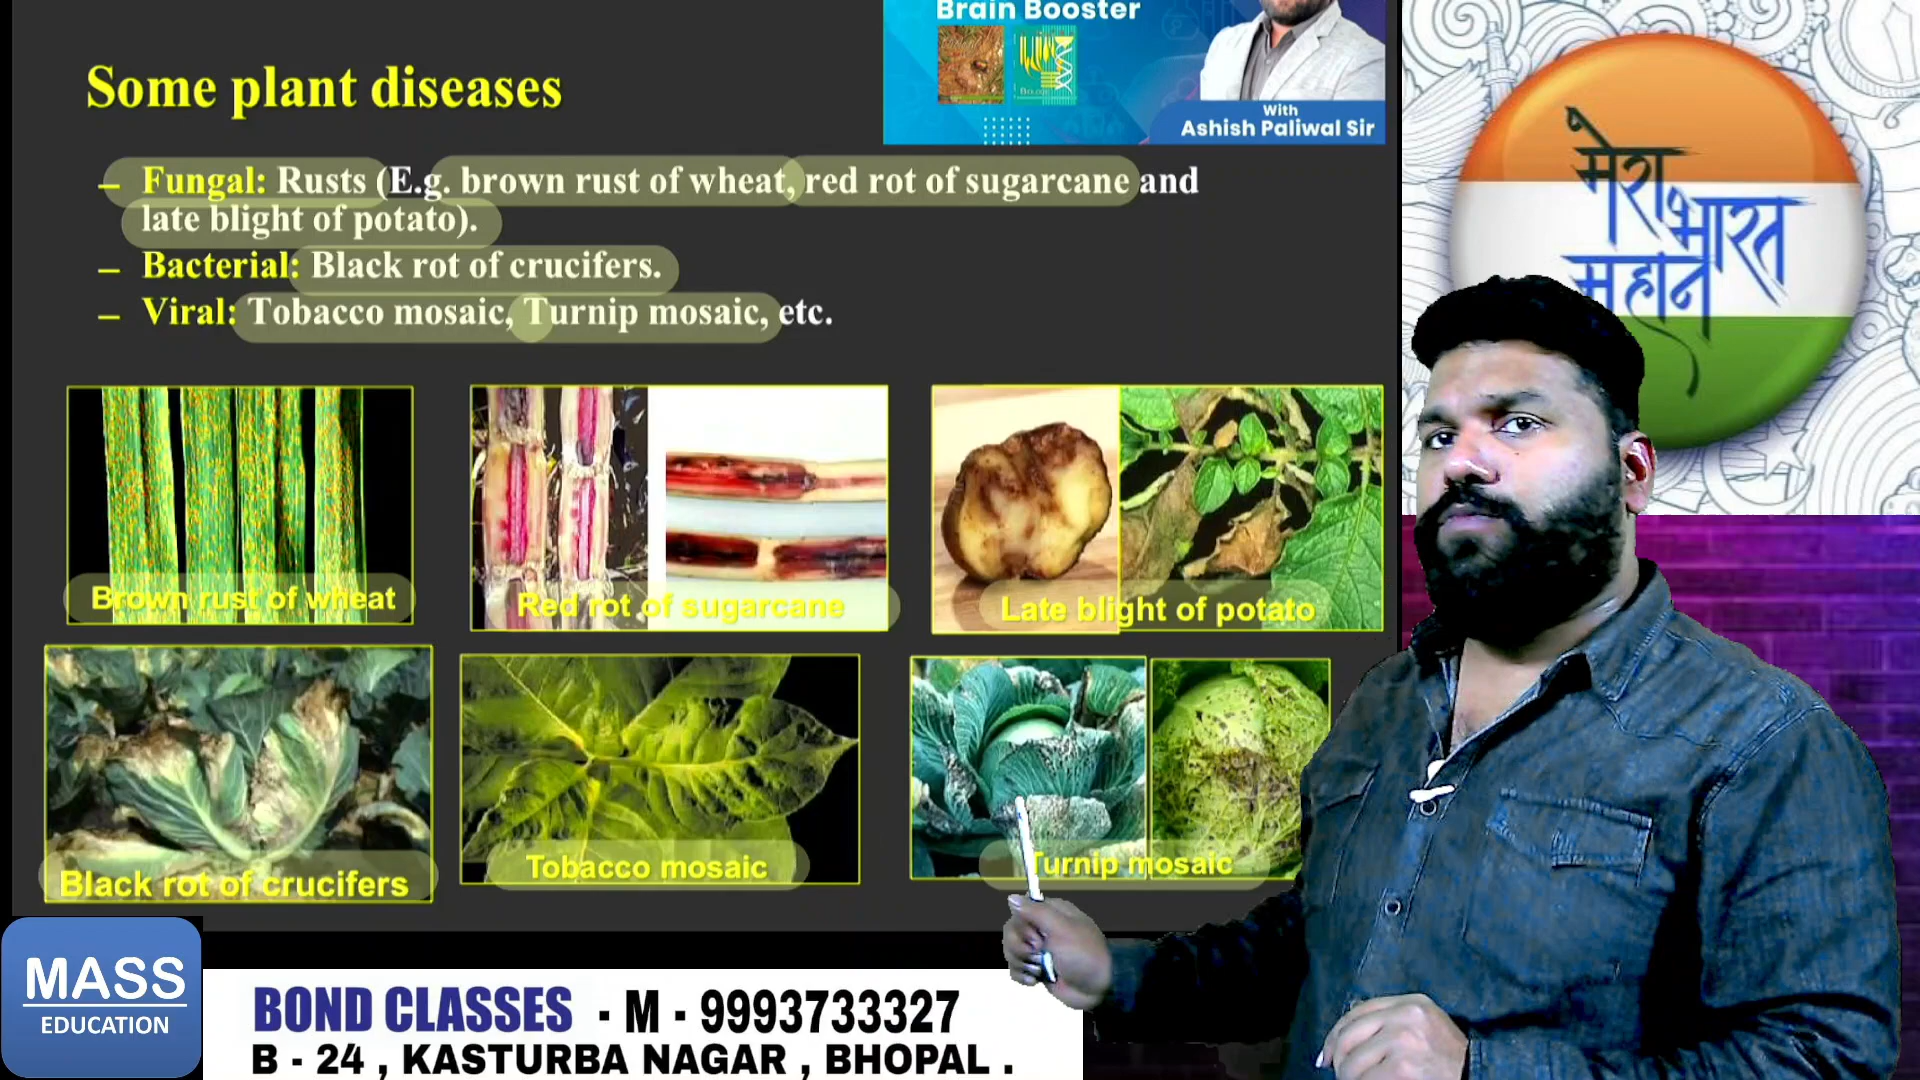 Brain Booster
With
Ashish Paliwal Sir
Some plant diseases
– Fungal: Rusts (E.g. brown rust of wheat, red rot of sugarcane and
late blight of potato).
– Bacterial: Black rot of crucifers.
– Viral: Tobacco mosaic, Turnip mosaic, etc.
Brown rust of wheat
Red rot of sugarcane
Late blight of potato
Black rot of crucifers
Tobacco mosaic
Turnip mosaic
मेरा
भारत
महान
MASS
EDUCATION
BOND CLASSES - M - 9993733327
B - 24 , KASTURBA NAGAR , BHOPAL .